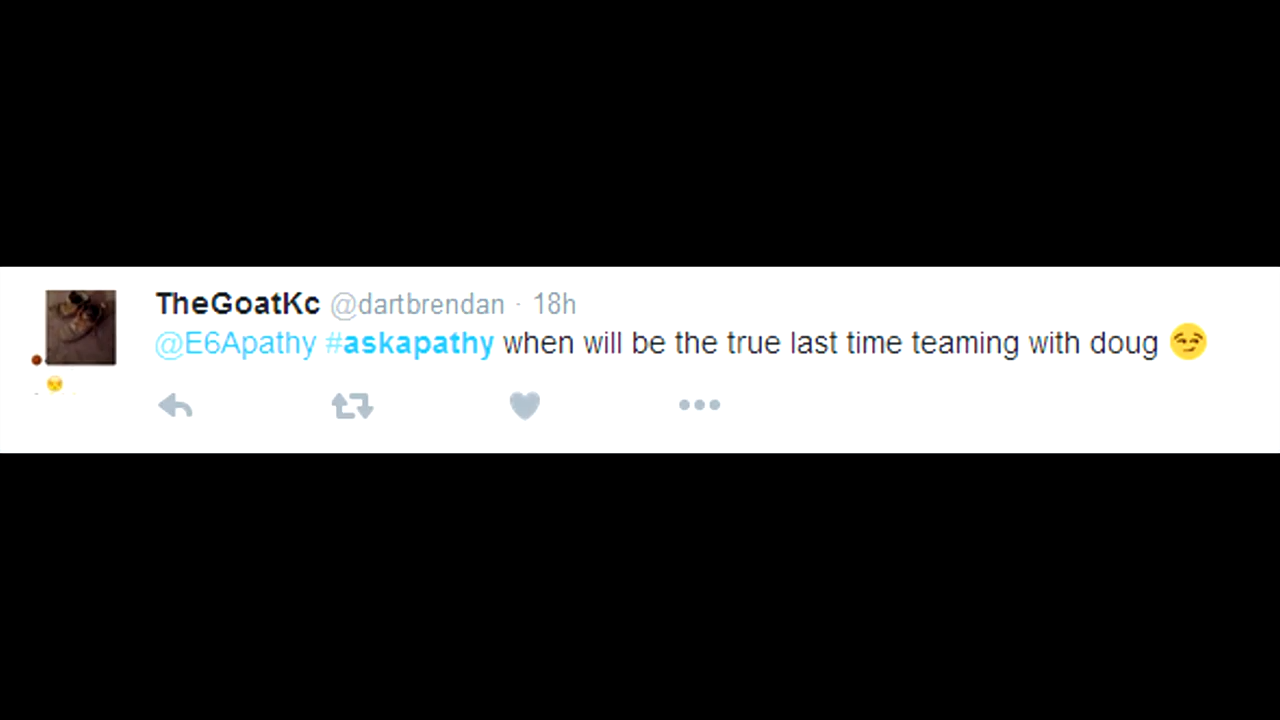 TheGoatKc @dartbrendan · 18h
@E6Apathy #askapathy when will be the true last time teaming with doug 😏